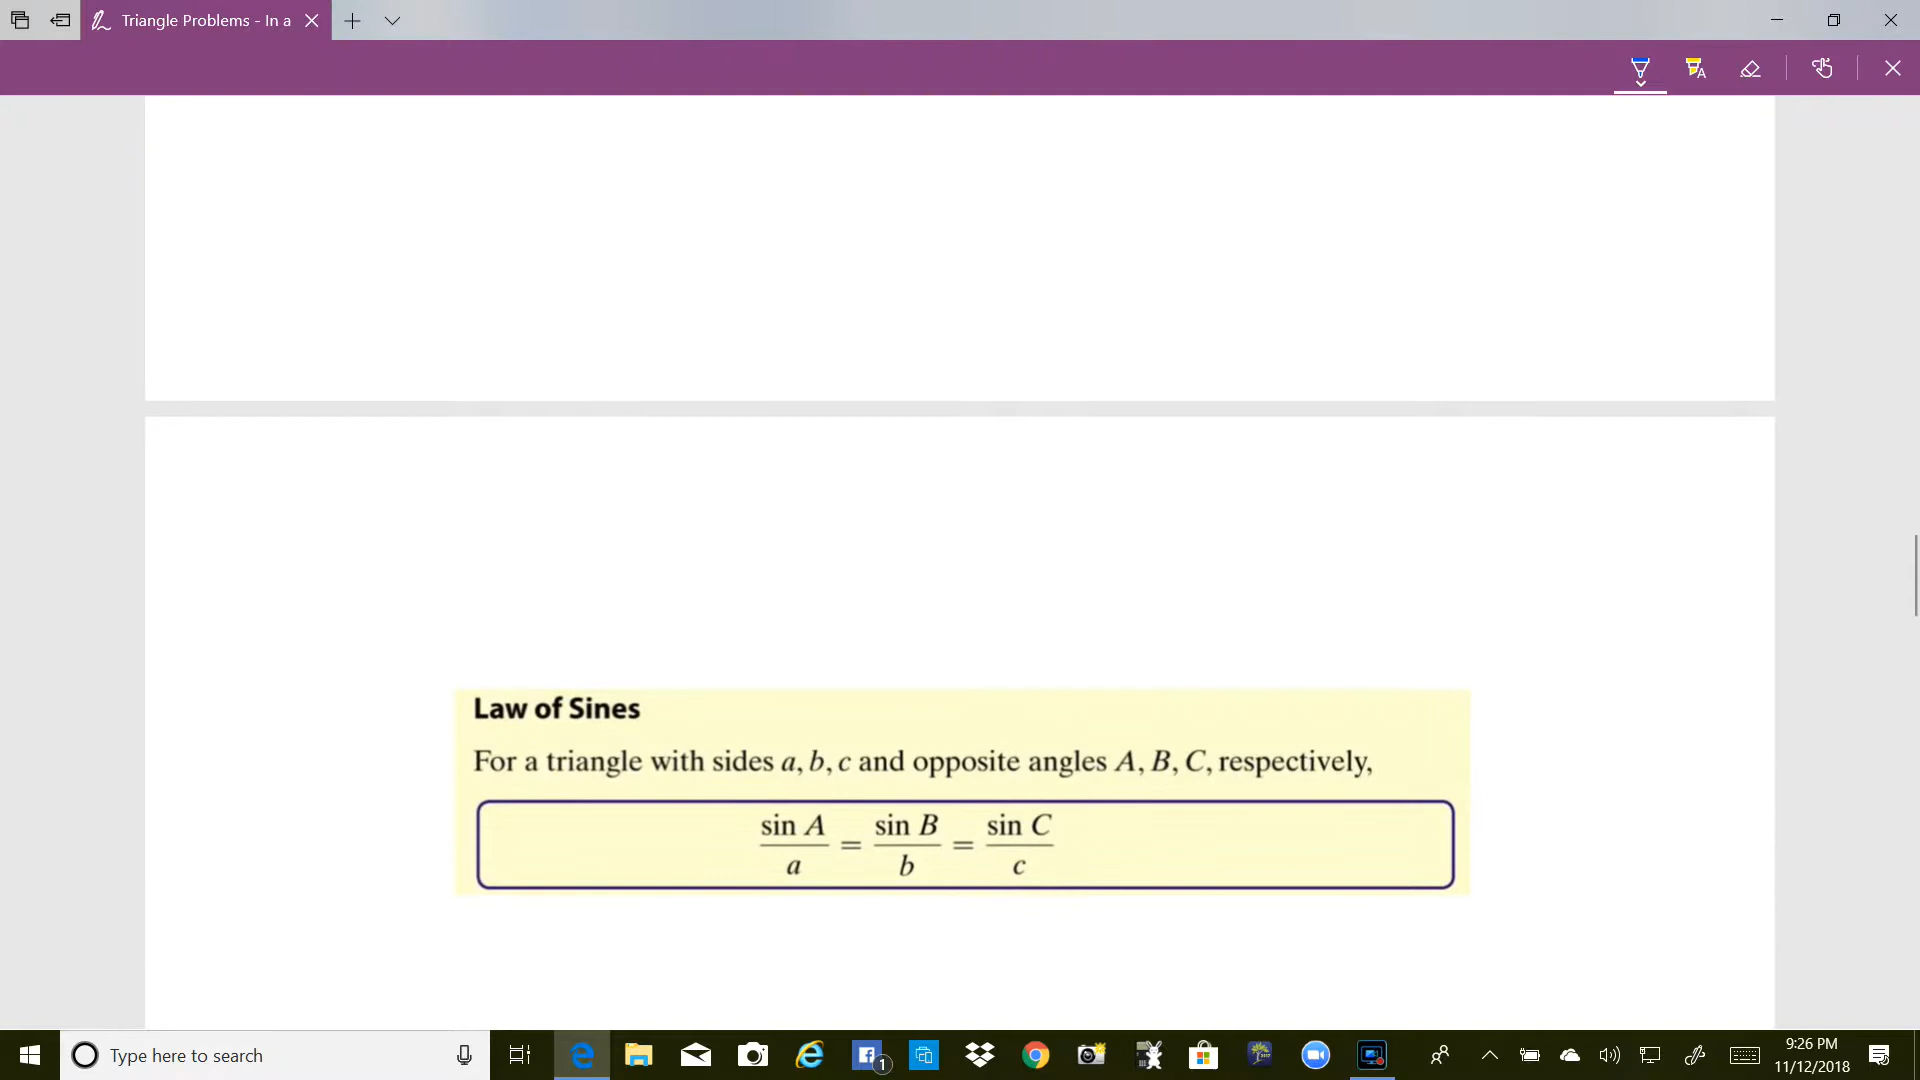 Triangle Problems - In a
Law of Sines
For a triangle with sides a, b, c and opposite angles A, B, C, respectively,
sin A / a = sin B / b = sin C / c
Type here to search
1
9:26 PM
11/12/2018